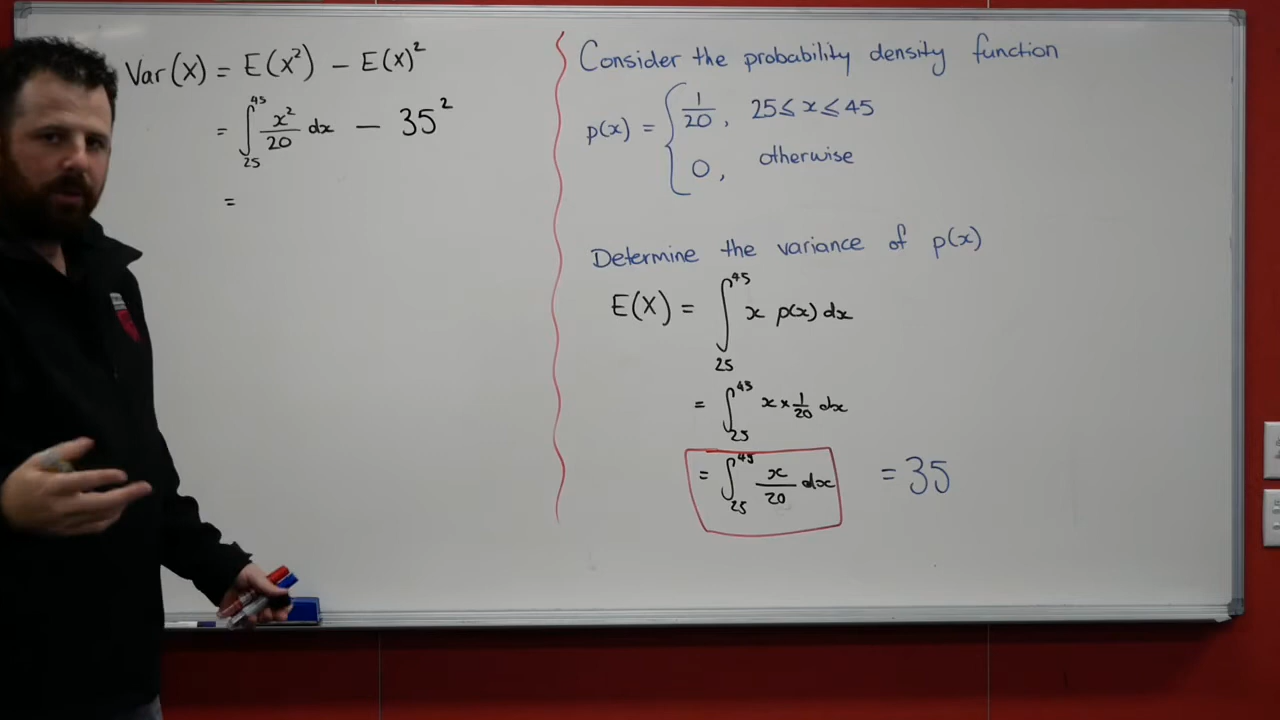 Var(X) = E(x²) − E(x)²
= ∫₂₅⁴⁵ x²/20 dx − 35²
=
Consider the probability density function
p(x) = { 1/20, 25 ≤ x ≤ 45
0, otherwise
Determine the variance of p(x)
E(X) = ∫₂₅⁴⁵ x p(x) dx
= ∫₂₅⁴⁵ x × 1/20 dx
= ∫₂₅⁴⁵ x/20 dx = 35